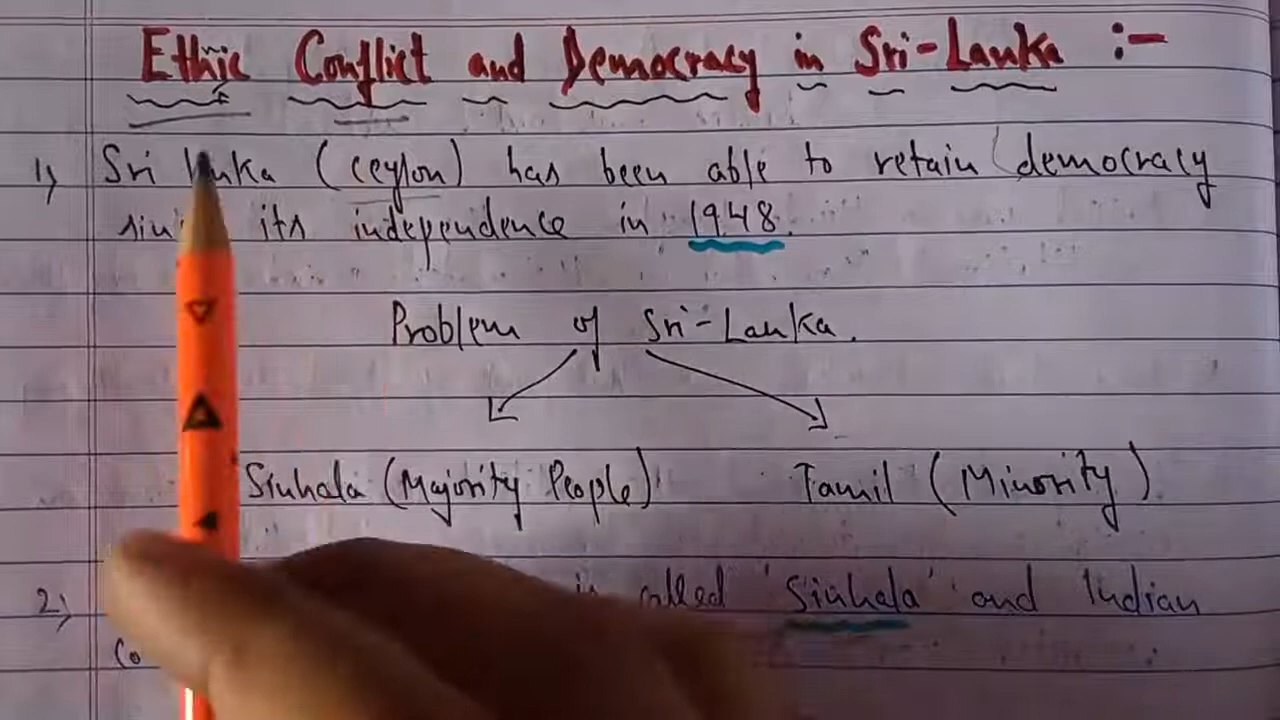 Ethic Conflict and Democracy in Sri-Lanka :-
1) Sri Lanka (ceylon) has been able to retain democracy
its independence in 1948.
Problem of Sri-Lanka.
Sinhala (Majority People) Tamil (Minority)
2) is called 'Sinhala' and Indian